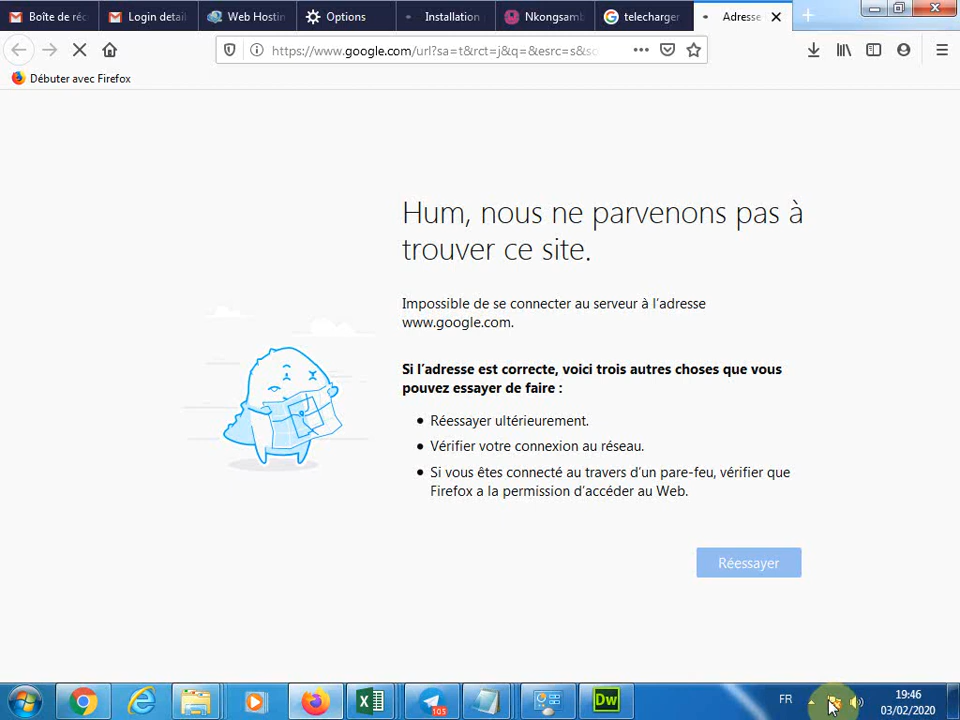 Boîte de réc
Login detail
Web Hostin
Options
Installation
Nkongsamb
telecharger
Adresse
https://www.google.com/url?sa=t&rct=j&q=&esrc=s&so
Débuter avec Firefox
Hum, nous ne parvenons pas à
trouver ce site.
Impossible de se connecter au serveur à l’adresse
www.google.com.
Si l’adresse est correcte, voici trois autres choses que vous
pouvez essayer de faire :
Réessayer ultérieurement.
Vérifier votre connexion au réseau.
Si vous êtes connecté au travers d’un pare-feu, vérifier que
Firefox a la permission d’accéder au Web.
Réessayer
105
Dw
FR
19:46
03/02/2020